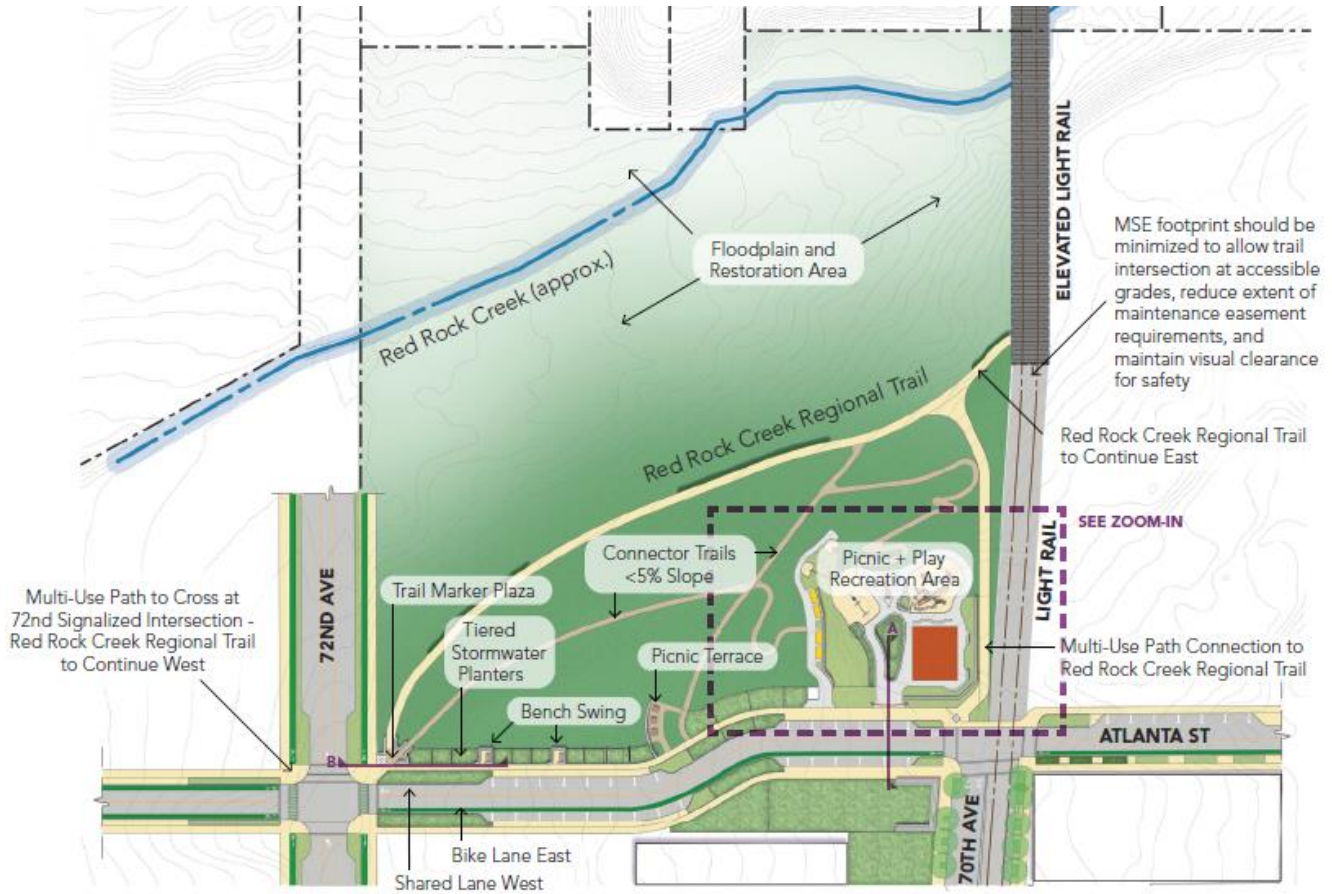 ELEVATED LIGHT RAIL
MSE footprint should be
minimized to allow trail
intersection at accessible
grades, reduce extent of
maintenance easement
requirements, and
maintain visual clearance
for safety
Floodplain and
Restoration Area
Red Rock Creek (approx.)
Red Rock Creek Regional Trail
Red Rock Creek Regional Trail
to Continue East
SEE ZOOM-IN
LIGHT RAIL
Connector Trails
<5% Slope
Picnic + Play
Recreation Area
A
72ND AVE
Trail Marker Plaza
Multi-Use Path to Cross at
72nd Signalized Intersection -
Red Rock Creek Regional Trail
to Continue West
Tiered
Stormwater
Planters
Picnic Terrace
Multi-Use Path Connection to
Red Rock Creek Regional Trail
Bench Swing
ATLANTA ST
B
70TH AVE
Bike Lane East
Shared Lane West